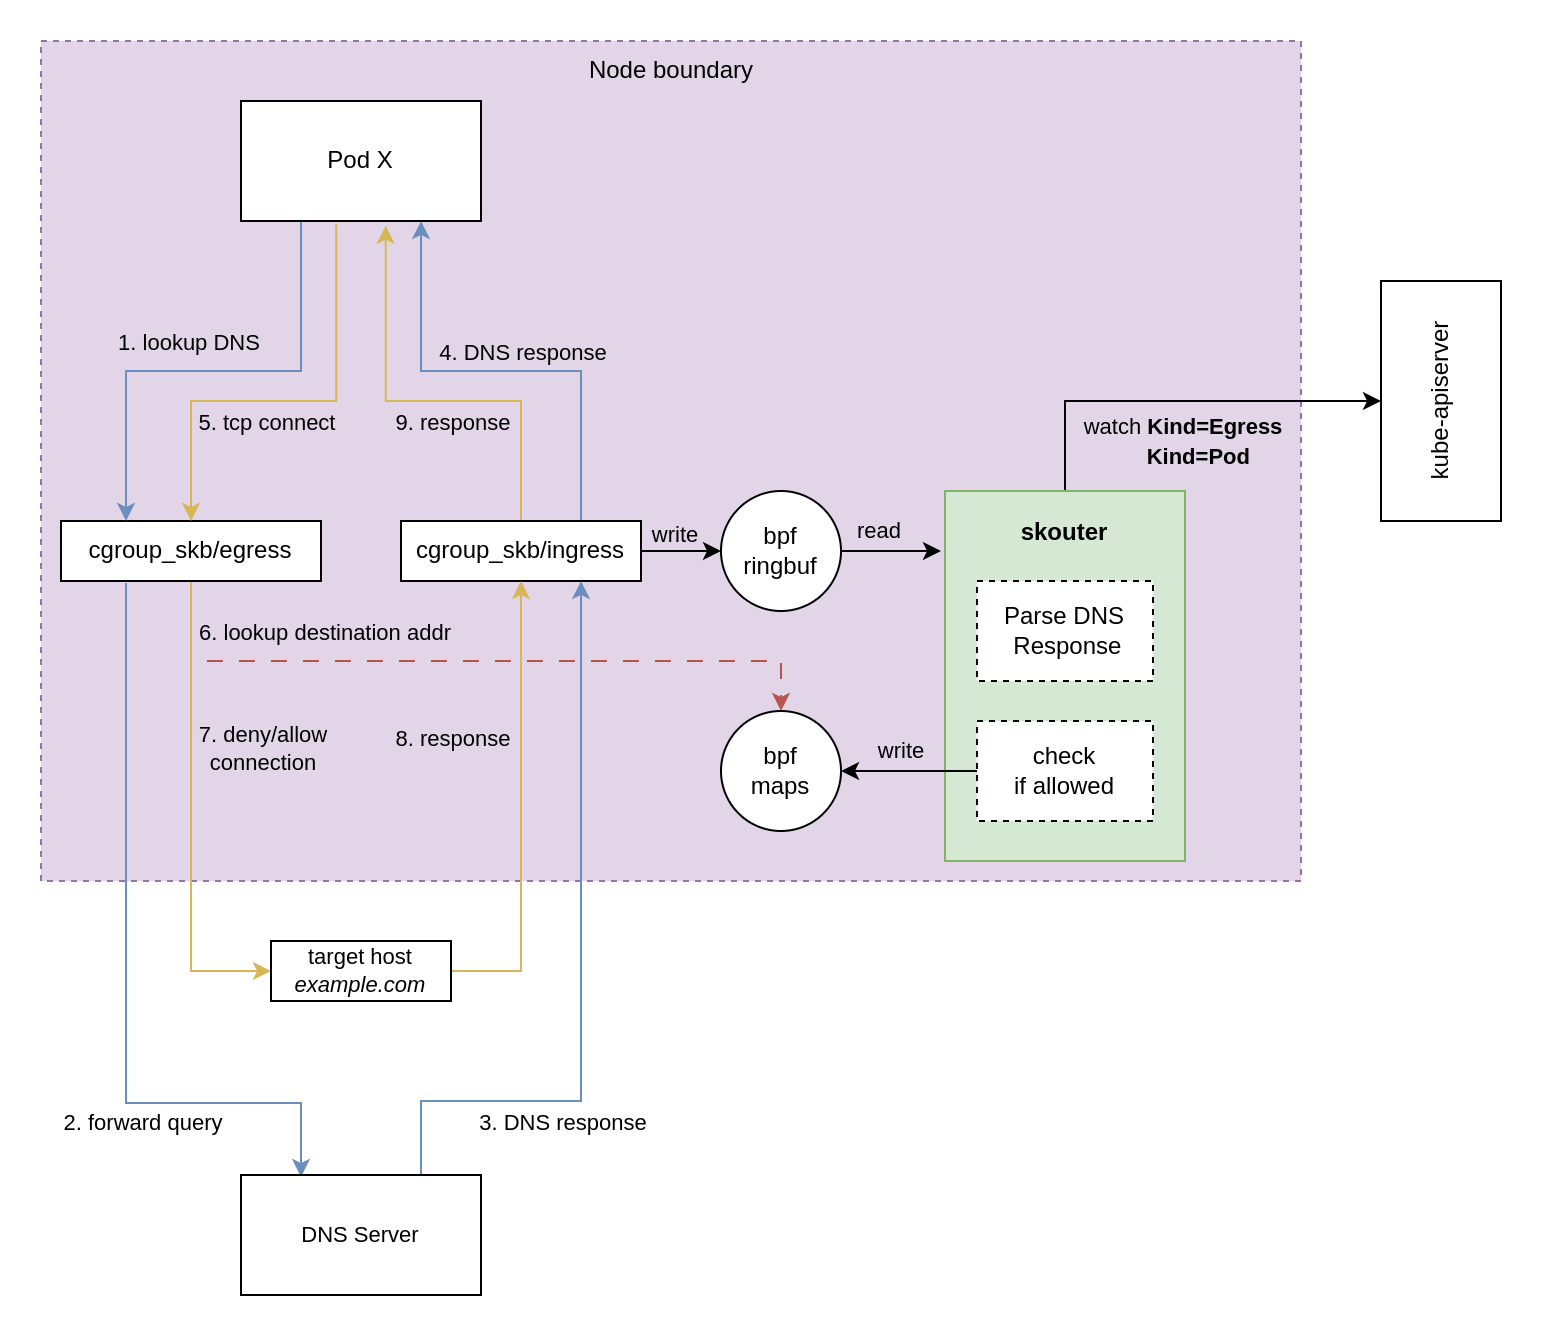 Node boundary
Pod X
1. lookup DNS
4. DNS response
5. tcp connect
9. response
watch Kind=Egress
Kind=Pod
kube-apiserver
cgroup_skb/egress
cgroup_skb/ingress
write
bpf
ringbuf
read
skouter
Parse DNS
Response
6. lookup destination addr
7. deny/allow
connection
8. response
bpf
maps
write
check
if allowed
target host
example.com
2. forward query
3. DNS response
DNS Server